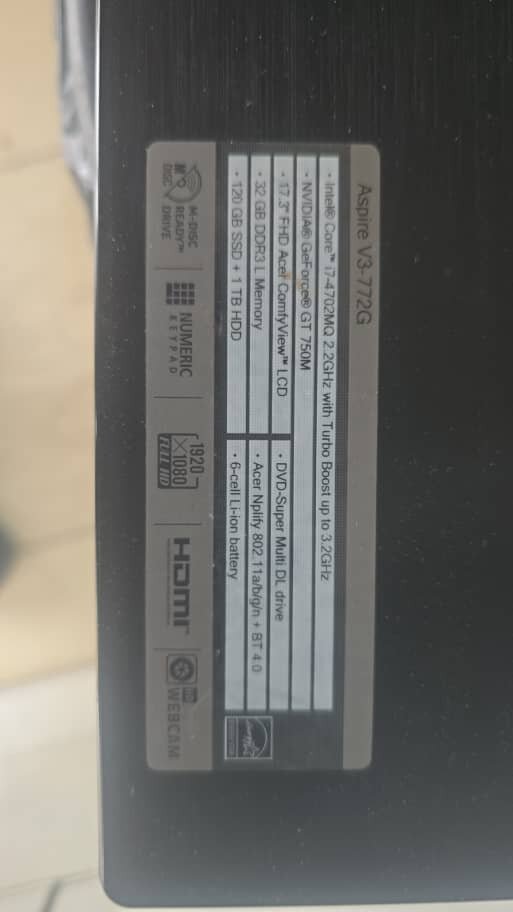 Aspire V3-772G
• Intel® Core™ i7-4702MQ 2.2GHz with Turbo Boost up to 3.2GHz
• NVIDIA® GeForce® GT 750M
• 17.3" FHD Acer ComfyView™ LCD
• DVD-Super Multi DL drive
• 32 GB DDR3 L Memory
• Acer Nplify 802.11a/b/g/n + BT 4.0
• 120 GB SSD + 1 TB HDD
• 6-cell Li-ion battery
M DISC
M-DISC
READY™
DRIVE
NUMERIC
KEYPAD
1920
X1080
FULL HD
HDMI™
HD
WEBCAM